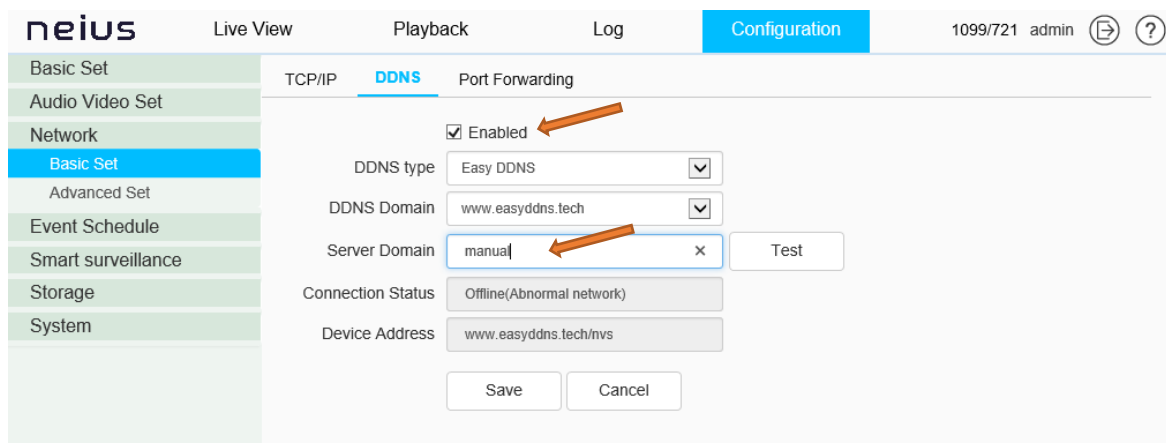 neius Live View Playback Log Configuration 1099/721 admin ?
Basic Set
Audio Video Set
Network
Basic Set
Advanced Set
Event Schedule
Smart surveillance
Storage
System
TCP/IP DDNS Port Forwarding
Enabled
DDNS type Easy DDNS
DDNS Domain www.easyddns.tech
Server Domain manual × Test
Connection Status Offline(Abnormal network)
Device Address www.easyddns.tech/nvs
Save Cancel